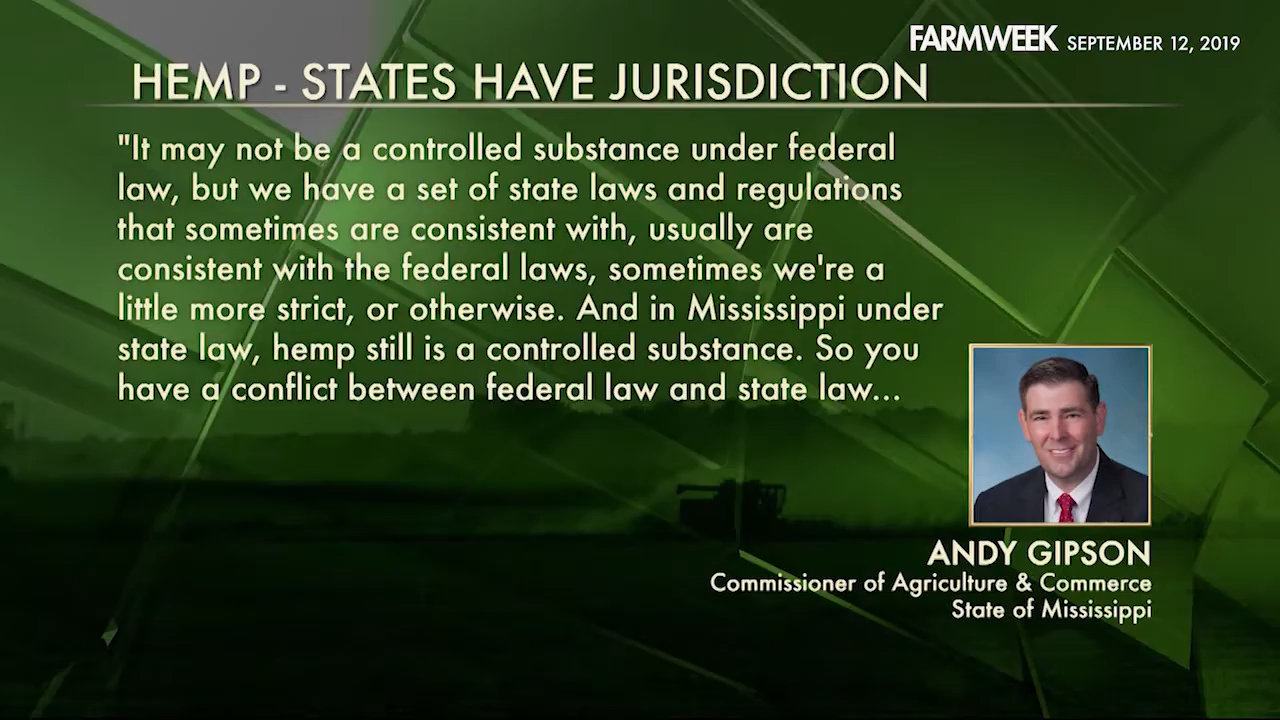 FARMWEEK SEPTEMBER 12, 2019
HEMP - STATES HAVE JURISDICTION
"It may not be a controlled substance under federal
law, but we have a set of state laws and regulations
that sometimes are consistent with, usually are
consistent with the federal laws, sometimes we're a
little more strict, or otherwise. And in Mississippi under
state law, hemp still is a controlled substance. So you
have a conflict between federal law and state law...
ANDY GIPSON
Commissioner of Agriculture & Commerce
State of Mississippi